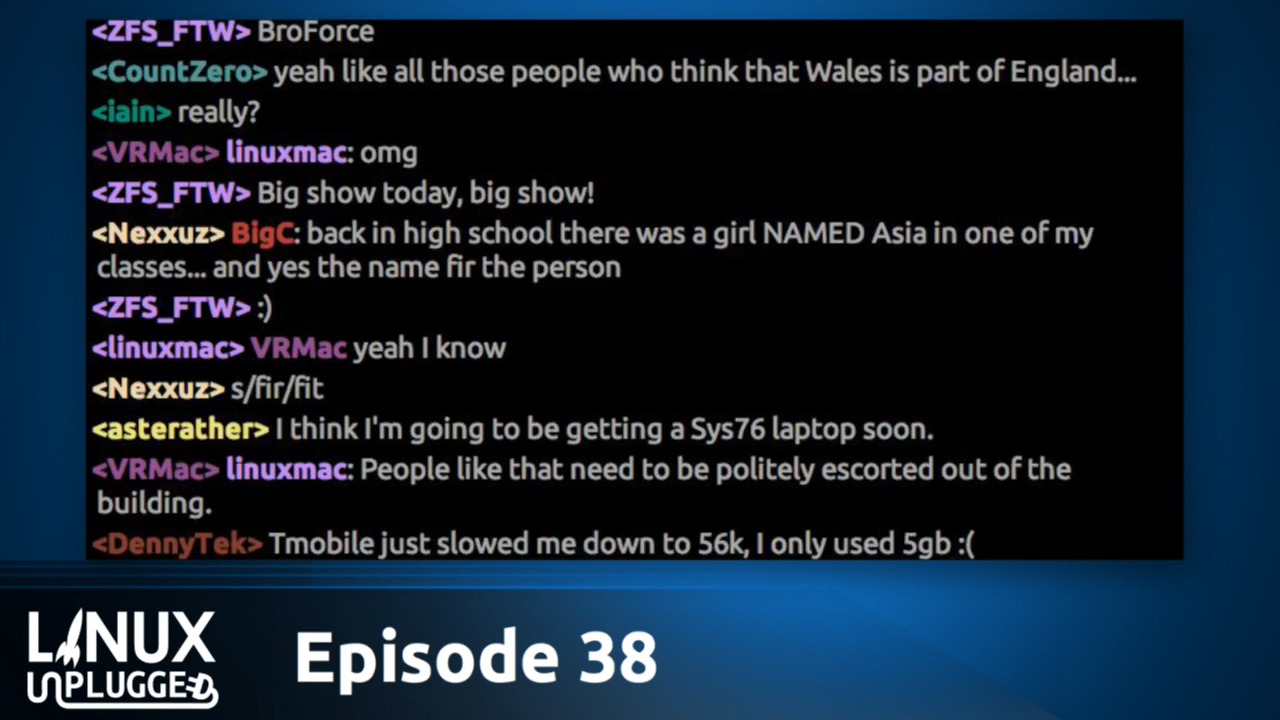 <ZFS_FTW> BroForce
<CountZero> yeah like all those people who think that Wales is part of England...
<iain> really?
<VRMac> linuxmac: omg
<ZFS_FTW> Big show today, big show!
<Nexxuz> BigC: back in high school there was a girl NAMED Asia in one of my
classes... and yes the name fir the person
<ZFS_FTW> :)
<linuxmac> VRMac yeah I know
<Nexxuz> s/fir/fit
<asterather> I think I'm going to be getting a Sys76 laptop soon.
<VRMac> linuxmac: People like that need to be politely escorted out of the
building.
<DennyTek> Tmobile just slowed me down to 56k, I only used 5gb :(
LINUX
UNPLUGGED
Episode 38